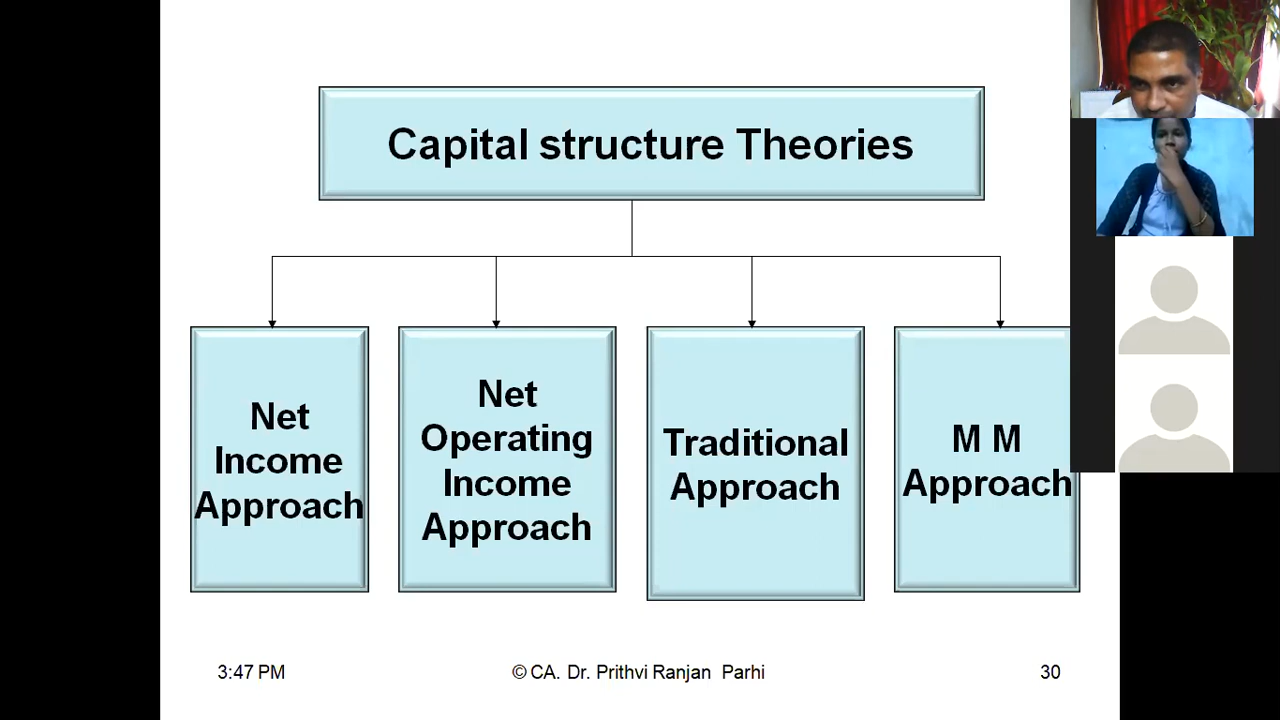 Capital structure Theories
Net
Income
Approach
Net
Operating
Income
Approach
Traditional
Approach
M M
Approach
3:47 PM
© CA. Dr. Prithvi Ranjan Parhi
30